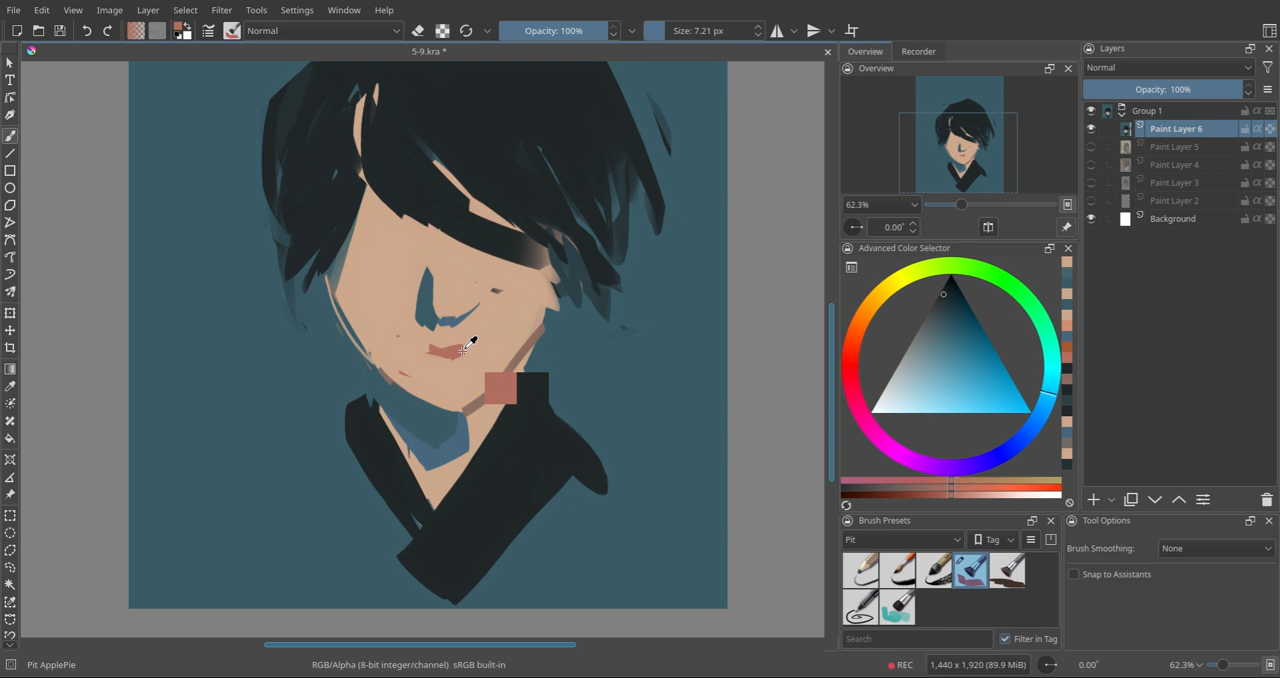 File Edit View Image Layer Select Filter Tools Settings Window Help
Normal Opacity: 100% Size: 7.21 px
5-9.kra *
Overview Recorder
Overview
62.3%
0.00°
Advanced Color Selector
Brush Presets
Pit Tag
Search Filter in Tag
Layers
Normal
Opacity: 100%
Group 1
Paint Layer 6
Paint Layer 5
Paint Layer 4
Paint Layer 3
Paint Layer 2
Background
Tool Options
Brush Smoothing: None
Snap to Assistants
Pit ApplePie RGB/Alpha (8-bit integer/channel) sRGB built-in REC 1,440 x 1,920 (89.9 MiB) 0.00° 62.3%